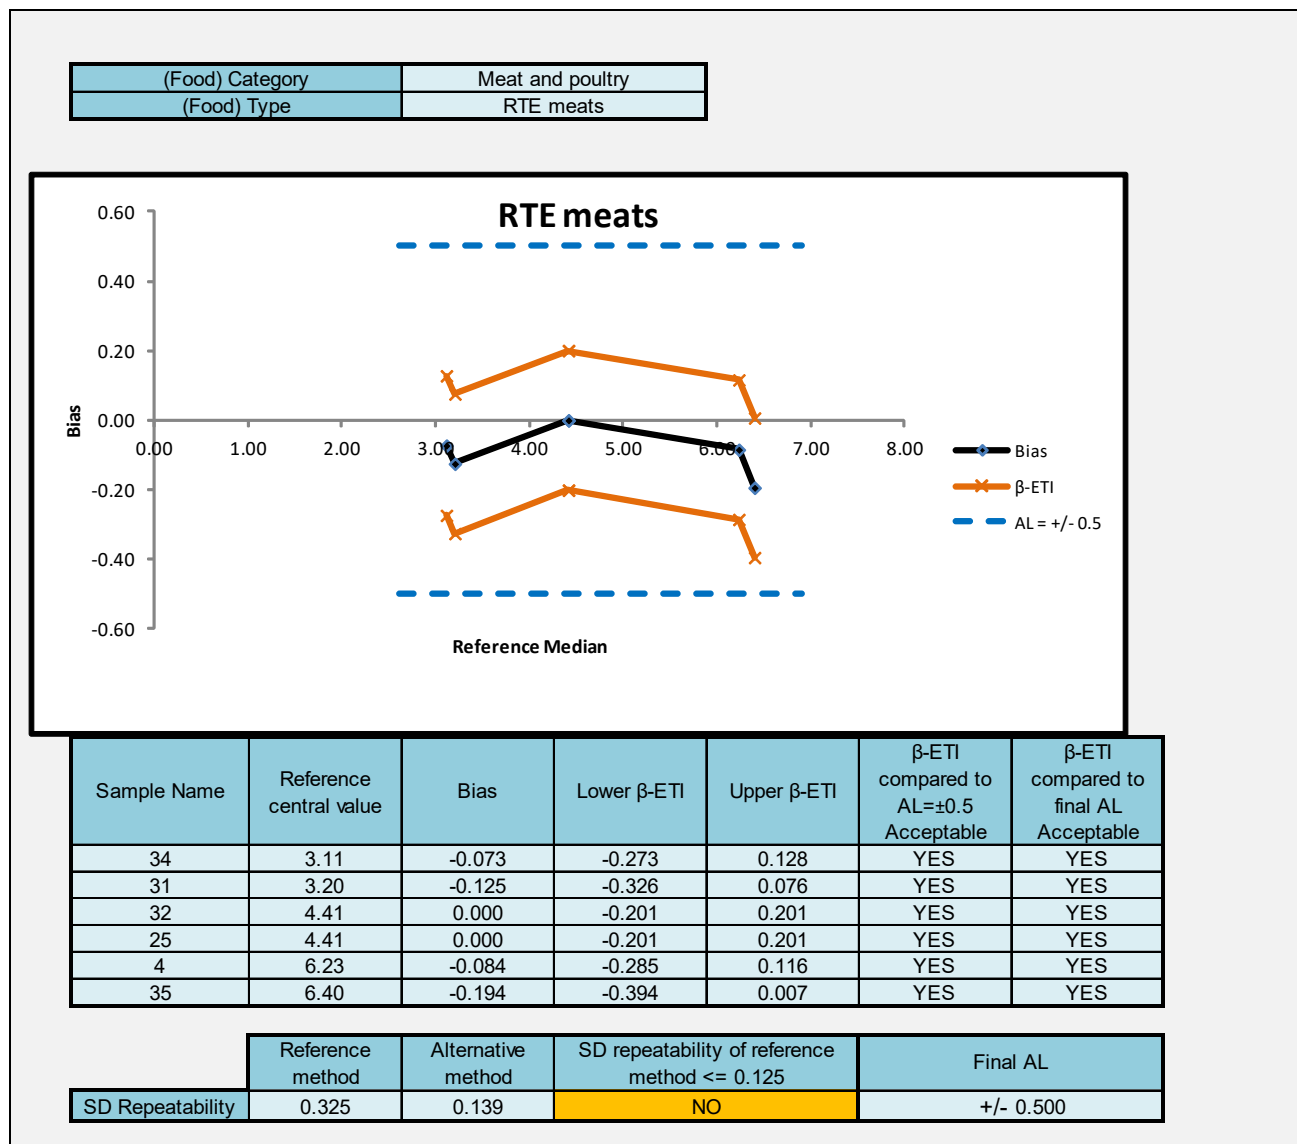 (Food) Category Meat and poultry
(Food) Type RTE meats
RTE meats
0.60
0.40
0.20
0.00
-0.20
-0.40
-0.60
Bias
0.00 1.00 2.00 3.00 4.00 5.00 6.00 7.00 8.00
Reference Median
Bias
β-ETI
AL = +/- 0.5
Sample Name Reference central value Bias Lower β-ETI Upper β-ETI β-ETI compared to AL=±0.5 Acceptable β-ETI compared to final AL Acceptable
34 3.11 -0.073 -0.273 0.128 YES YES
31 3.20 -0.125 -0.326 0.076 YES YES
32 4.41 0.000 -0.201 0.201 YES YES
25 4.41 0.000 -0.201 0.201 YES YES
4 6.23 -0.084 -0.285 0.116 YES YES
35 6.40 -0.194 -0.394 0.007 YES YES
Reference method Alternative method SD repeatability of reference method <= 0.125 Final AL
SD Repeatability 0.325 0.139 NO +/- 0.500